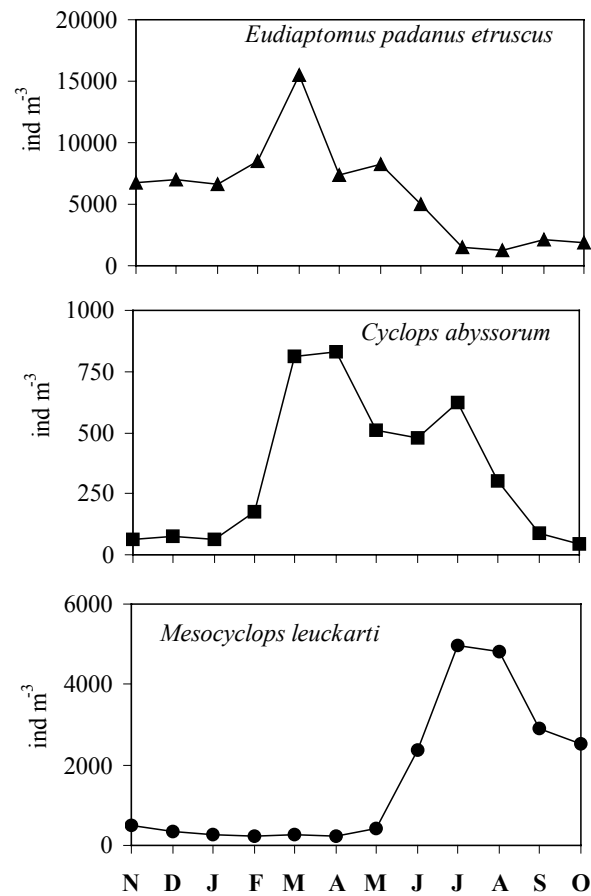 20000
Eudiaptomus padanus etruscus
15000
10000
5000
0
ind m⁻³
1000
Cyclops abyssorum
750
500
250
0
ind m⁻³
6000
Mesocyclops leuckarti
4000
2000
0
ind m⁻³
N D J F M A M J J A S O